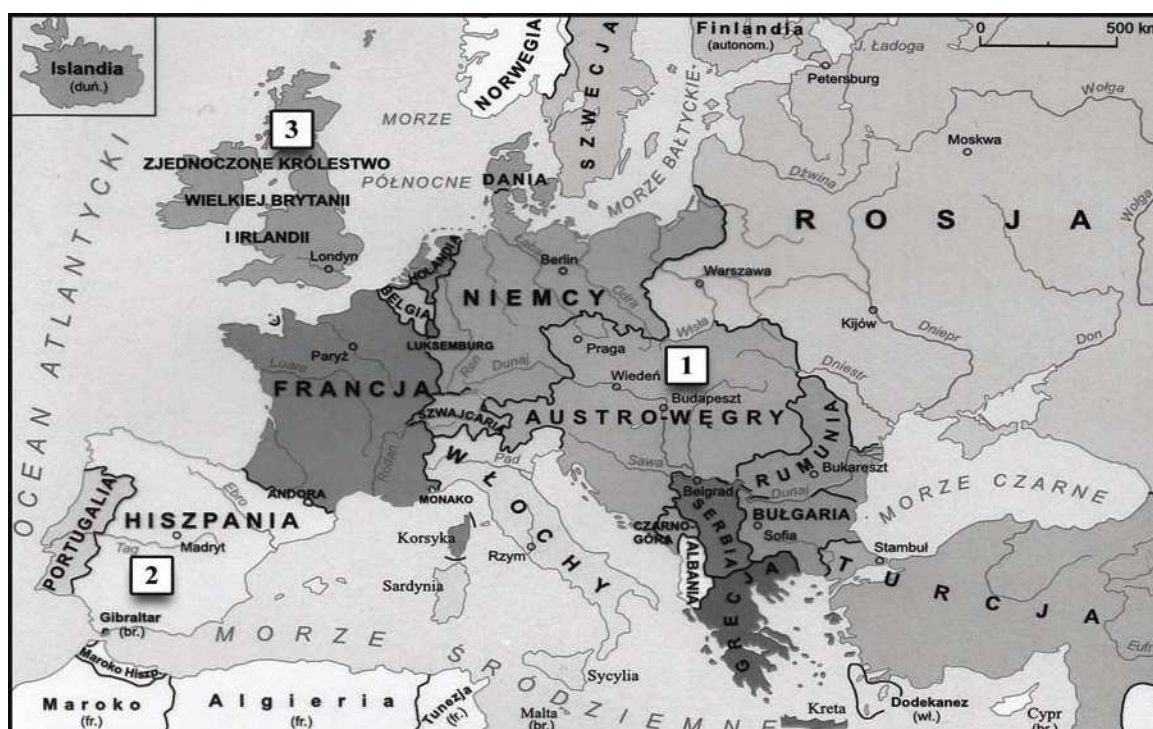 Islandia
(duń.)
NORWEGIA
SZWECJA
Finlandia
(autonom.)
J. Ładoga
500 km
0
Petersburg
Wołga
Moskwa
OCEAN ATLANTYCKI
3
MORZE
PÓŁNOCNE
ZJEDNOCZONE KRÓLESTWO
WIELKIEJ BRYTANII
I IRLANDII
Londyn
DANIA
MORZE BAŁTYCKIE
Dźwina
ROSJA
Wołga
HOLANDIA
BELGIA
LUKSEMBURG
Łaba
Berlin
NIEMCY
Odra
Warszawa
Wisła
Kijów
Dniepr
Don
Dniestr
Paryż
Loara
FRANCJA
Ren
Dunaj
Praga
1
Wiedeń
Budapeszt
AUSTRO-WĘGRY
SZWAJCARIA
Rodan
WŁOCHY
Pad
Sawa
RUMUNIA
Bukareszt
Dunaj
MORZE CZARNE
Belgrad
SERBIA
BUŁGARIA
Sofia
CZARNO-
GÓRA
ALBANIA
Stambuł
TURCJA
GRECJA
ANDORA
MONAKO
Korsyka
Rzym
Sardynia
PORTUGALIA
HISZPANIA
Ebro
Madryt
Tag
2
Gibraltar
(br.)
MORZE ŚRÓDZIEMNE
Maroko Hiszp.
Maroko
(fr.)
Algieria
(fr.)
Tunezja
(fr.)
Sycylia
Malta
(br.)
Kreta
Dodekanez
(wł.)
Cypr
(br.)